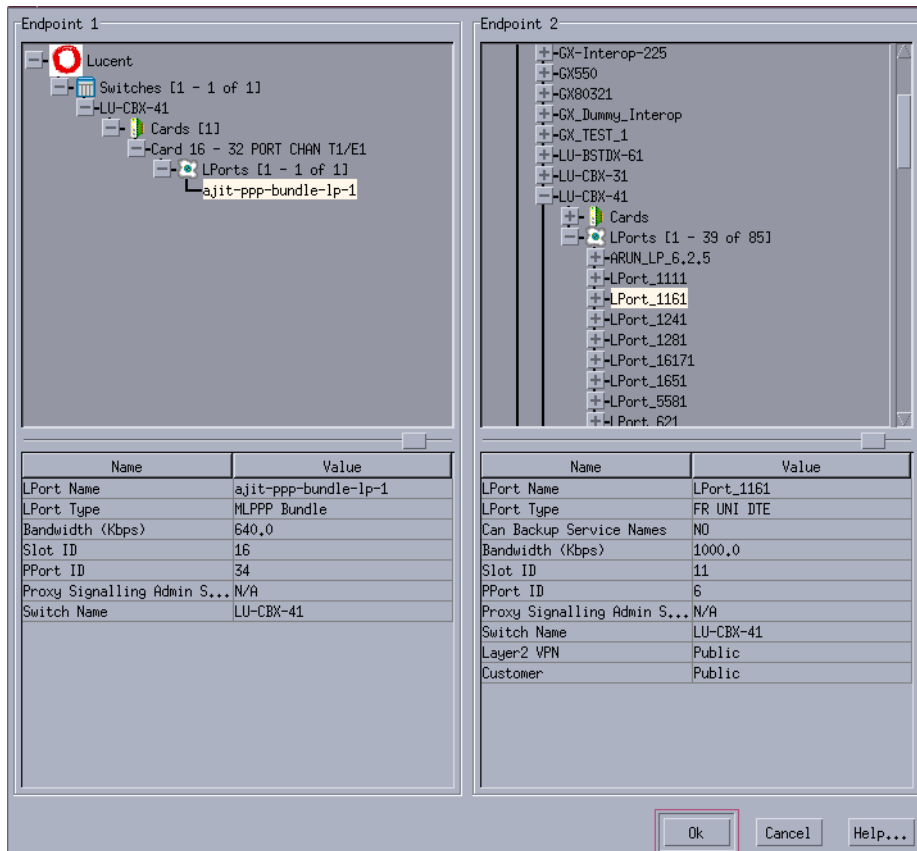 Endpoint 1
Lucent
Switches [1 - 1 of 1]
LU-CBX-41
Cards [1]
Card 16 - 32 PORT CHAN T1/E1
LPorts [1 - 1 of 1]
ajit-ppp-bundle-lp-1
Name Value
LPort Name ajit-ppp-bundle-lp-1
LPort Type MLPPP Bundle
Bandwidth (Kbps) 640.0
Slot ID 16
PPort ID 34
Proxy Signalling Admin S... N/A
Switch Name LU-CBX-41
Endpoint 2
GX-Interop-225
GX550
GX80321
GX_Dummy_Interop
GX_TEST_1
LU-BSTDX-61
LU-CBX-31
LU-CBX-41
Cards
LPorts [1 - 39 of 85]
ARUN_LP_6.2.5
LPort_1111
LPort_1161
LPort_1241
LPort_1281
LPort_16171
LPort_1651
LPort_5581
LPort_621
Name Value
LPort Name LPort_1161
LPort Type FR UNI DTE
Can Backup Service Names NO
Bandwidth (Kbps) 1000.0
Slot ID 11
PPort ID 6
Proxy Signalling Admin S... N/A
Switch Name LU-CBX-41
Layer2 VPN Public
Customer Public
Ok Cancel Help...